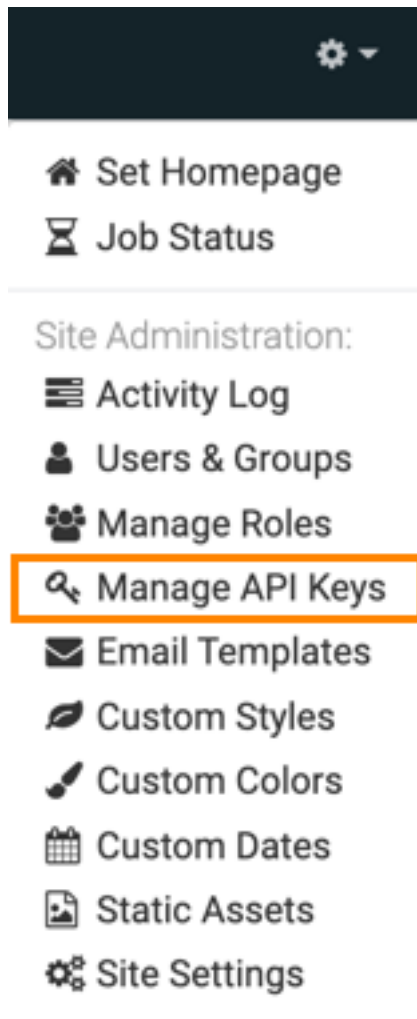 Set Homepage
Job Status
Site Administration:
Activity Log
Users & Groups
Manage Roles
Manage API Keys
Email Templates
Custom Styles
Custom Colors
Custom Dates
Static Assets
Site Settings